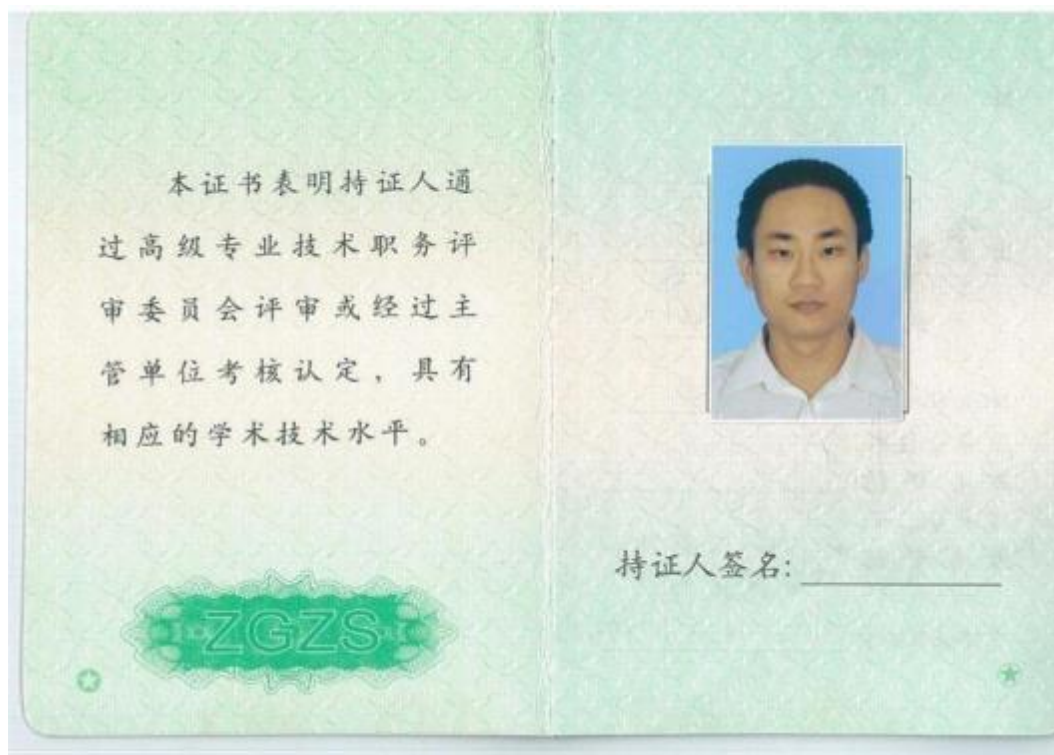 本证书表明持证人通
过高级专业技术职务评
审委员会评审或经过主
管单位考核认定，具有
相应的学术技术水平。
ZGZS
持证人签名: